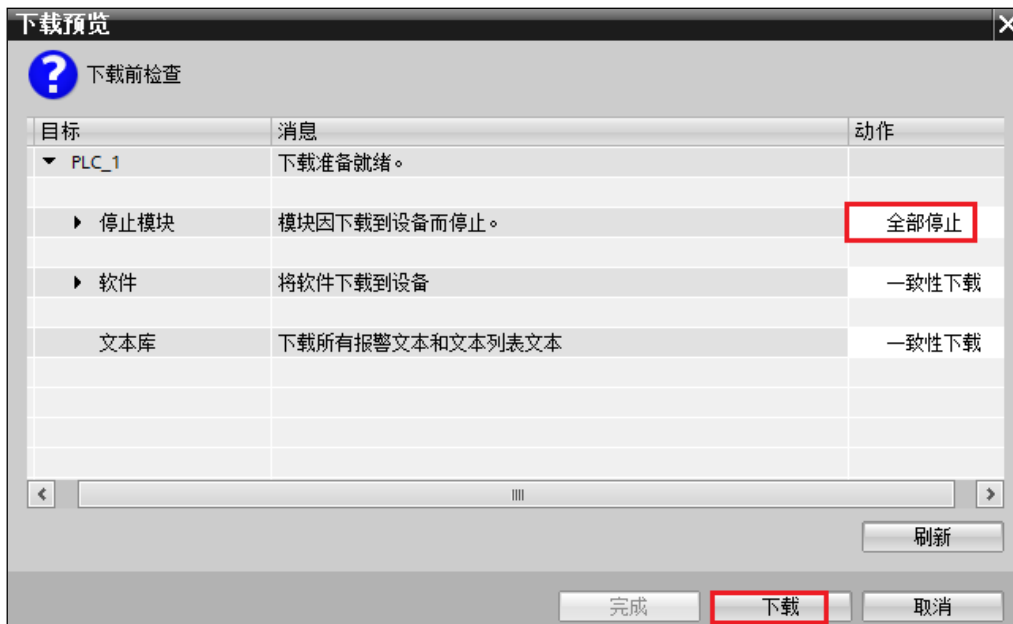 下载预览
下载前检查
目标 消息 动作
PLC_1 下载准备就绪。
停止模块 模块因下载到设备而停止。 全部停止
软件 将软件下载到设备 一致性下载
文本库 下载所有报警文本和文本列表文本 一致性下载
刷新
完成 下载 取消